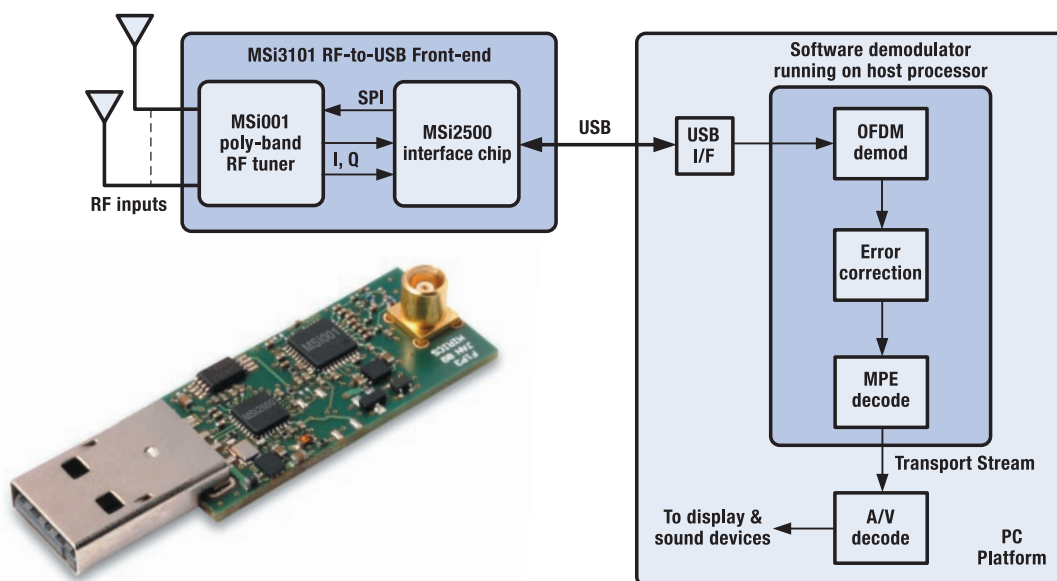 MSi3101 RF-to-USB Front-end
MSi001
poly-band
RF tuner
SPI
I, Q
MSi2500
interface chip
RF inputs
USB
USB
I/F
Software demodulator
running on host processor
OFDM
demod
Error
correction
MPE
decode
Transport Stream
A/V
decode
To display &
sound devices
PC
Platform
MSi001
MSi2500
MIRICS